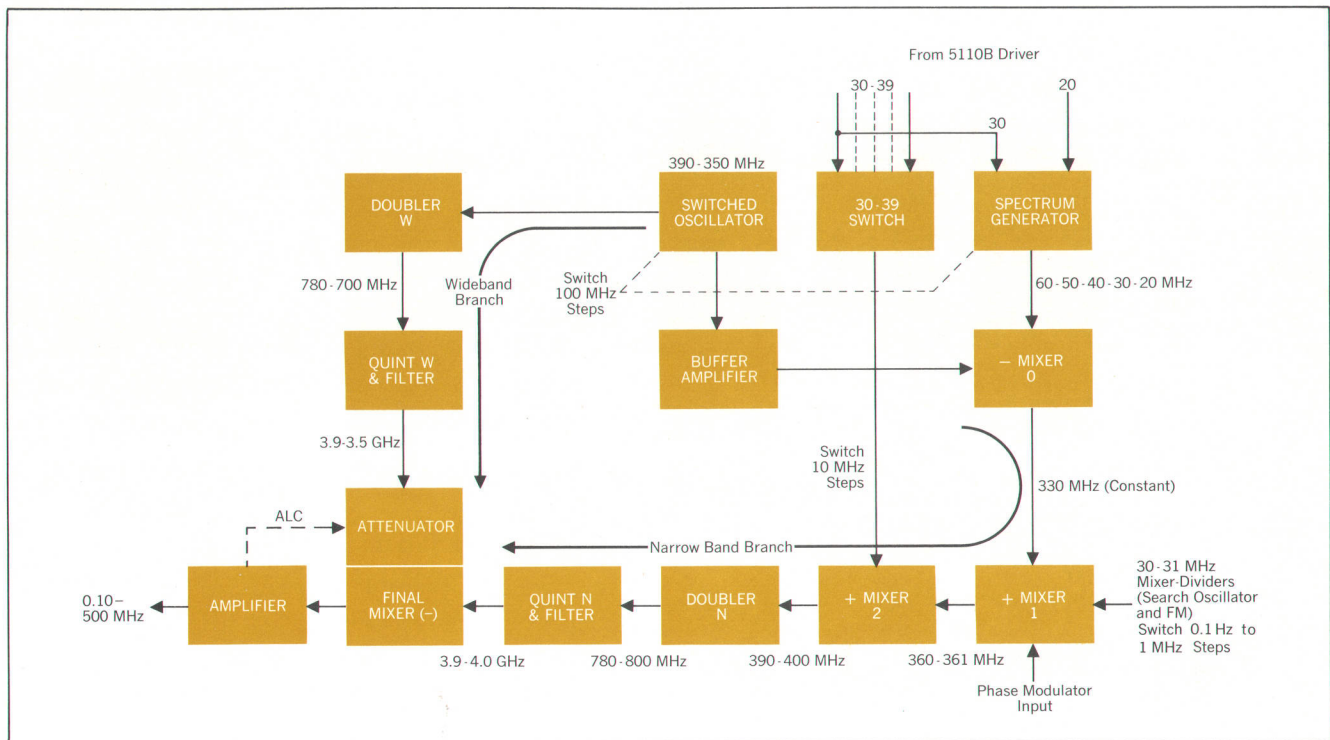 From 5110B Driver
30-39
20
30
390-350 MHz
DOUBLER
W
SWITCHED
OSCILLATOR
30-39
SWITCH
SPECTRUM
GENERATOR
780-700 MHz
Wideband
Branch
Switch
100 MHz
Steps
60-50-40-30-20 MHz
QUINT W
& FILTER
BUFFER
AMPLIFIER
− MIXER
0
3.9-3.5 GHz
Switch
10 MHz
Steps
330 MHz (Constant)
ALC
ATTENUATOR
Narrow Band Branch
0.10–
500 MHz
AMPLIFIER
FINAL
MIXER (−)
QUINT N
& FILTER
DOUBLER
N
+ MIXER
2
+ MIXER
1
30-31 MHz
Mixer-Dividers
(Search Oscillator
and FM)
Switch 0.1 Hz to
1 MHz Steps
3.9-4.0 GHz
780-800 MHz
390-400 MHz
360-361 MHz
Phase Modulator
Input